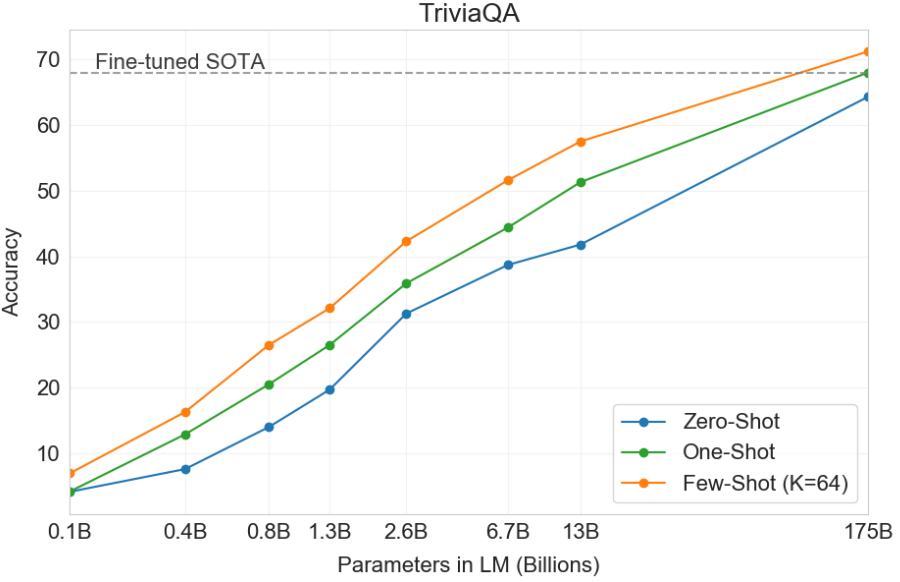 TriviaQA
70
Fine-tuned SOTA
60
50
40
30
20
10
Accuracy
Zero-Shot
One-Shot
Few-Shot (K=64)
0.1B 0.4B 0.8B 1.3B 2.6B 6.7B 13B 175B
Parameters in LM (Billions)